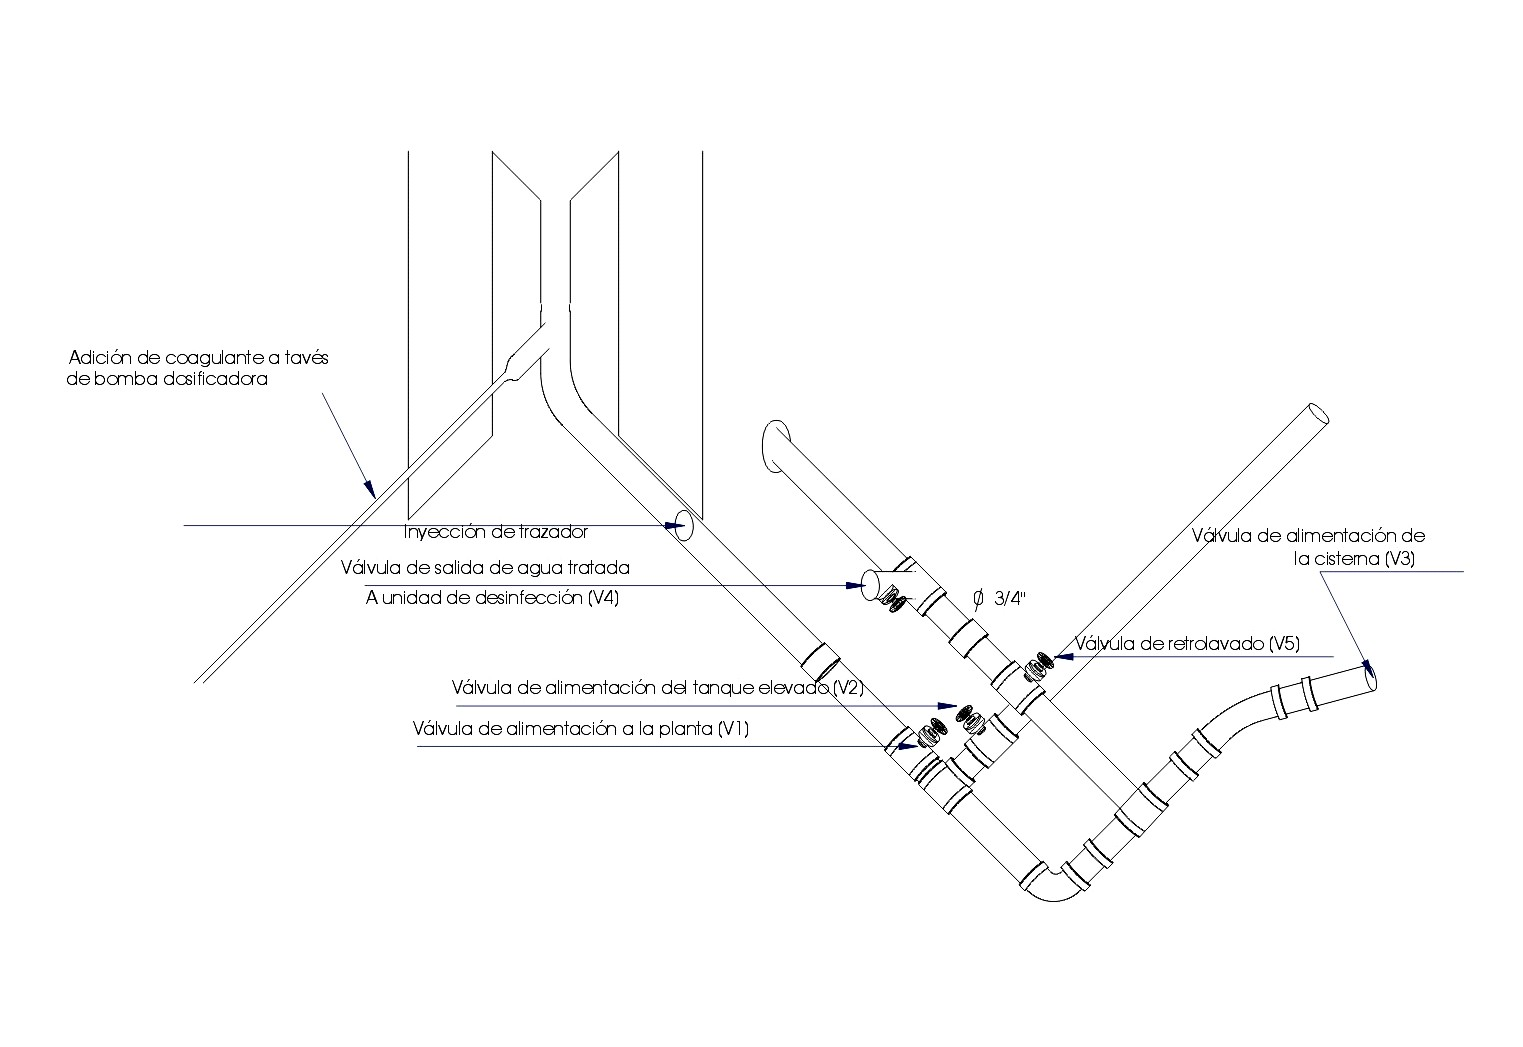 Adición de coagulante a tavés
de bomba dosificadora
Inyección de trazador
Válvula de alimentación de
la cisterna (V3)
Válvula de salida de agua tratada
A unidad de desinfección (V4)
Ø 3/4"
Válvula de retrolavado (V5)
Válvula de alimentación del tanque elevado (V2)
Válvula de alimentación a la planta (V1)